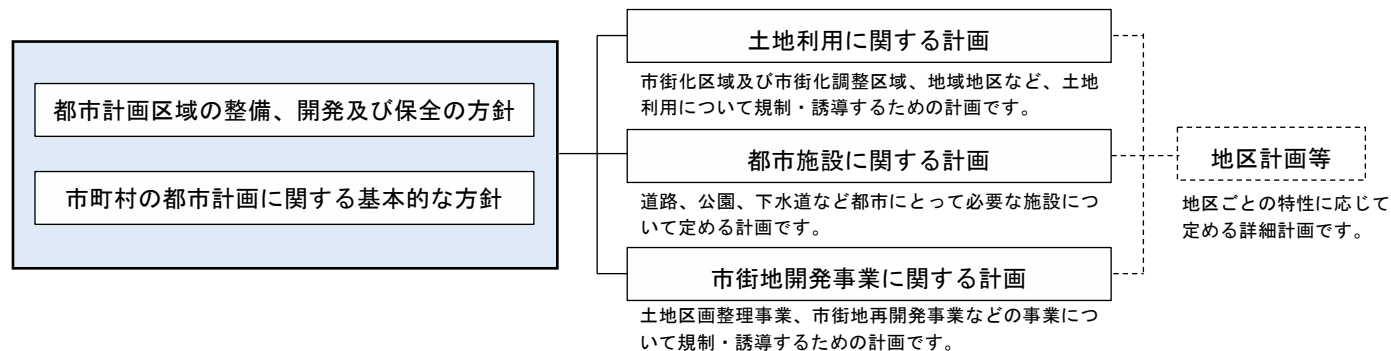 都市計画区域の整備、開発及び保全の方針
市町村の都市計画に関する基本的な方針
土地利用に関する計画
市街化区域及び市街化調整区域、地域地区など、土地
利用について規制・誘導するための計画です。
都市施設に関する計画
道路、公園、下水道など都市にとって必要な施設につ
いて定める計画です。
市街地開発事業に関する計画
土地区画整理事業、市街地再開発事業などの事業につ
いて規制・誘導するための計画です。
地区計画等
地区ごとの特性に応じて
定める詳細計画です。